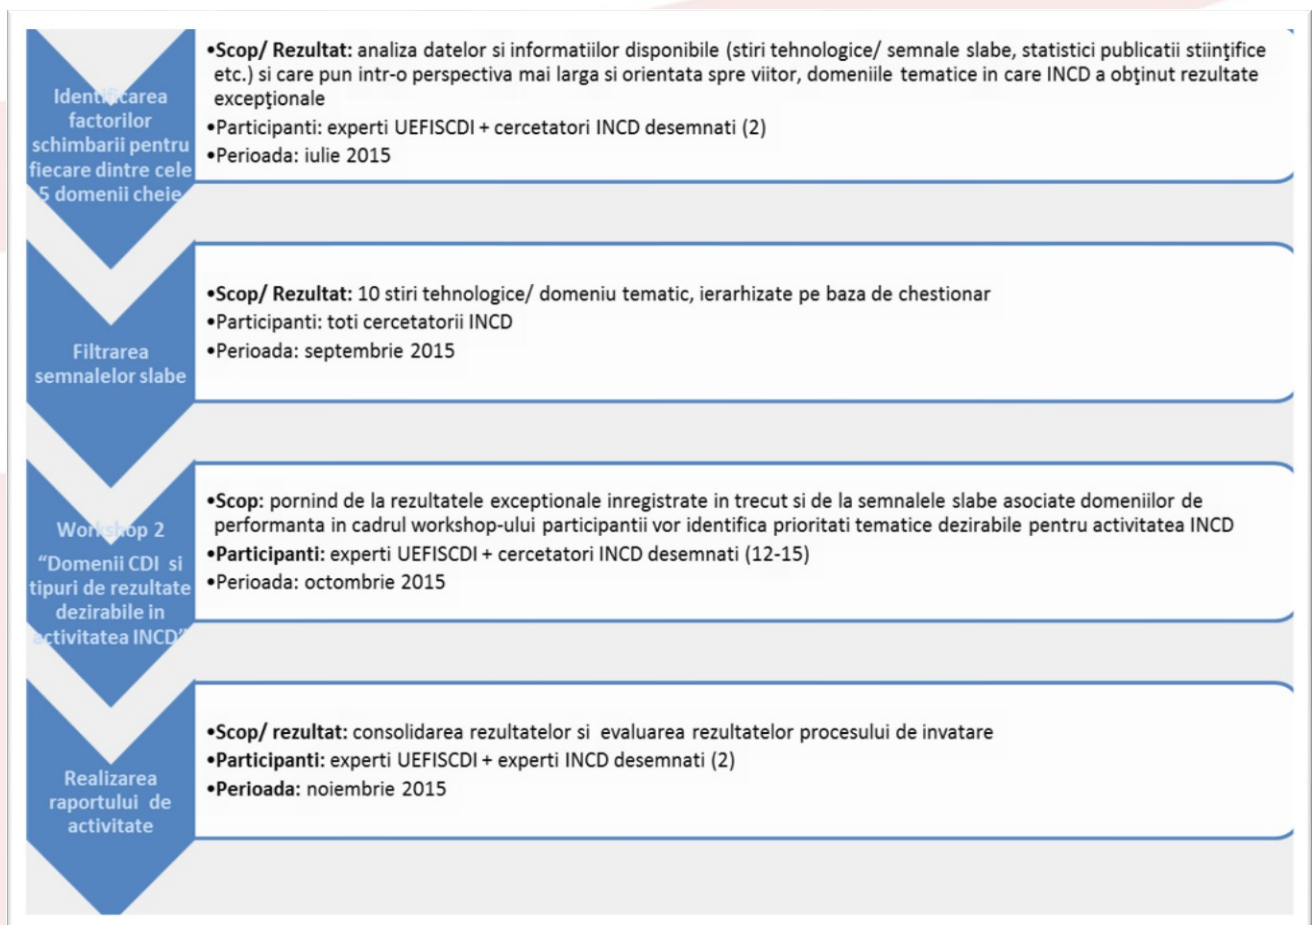 Identificarea
factorilor
schimbarii pentru
fiecare dintre cele
5 domenii cheie
•Scop/ Rezultat: analiza datelor si informatiilor disponibile (stiri tehnologice/ semnale slabe, statistici publicatii stiințifice
etc.) si care pun intr-o perspectiva mai larga si orientata spre viitor, domeniile tematice in care INCD a obținut rezultate
excepționale
•Participanti: experti UEFISCDI + cercetatori INCD desemnati (2)
•Perioada: iulie 2015
Filtrarea
semnalelor slabe
•Scop/ Rezultat: 10 stiri tehnologice/ domeniu tematic, ierarhizate pe baza de chestionar
•Participanti: toti cercetatorii INCD
•Perioada: septembrie 2015
Workshop 2
“Domenii CDI si
tipuri de rezultate
dezirabile in
activitatea INCD”
•Scop: pornind de la rezultatele exceptionale inregistrate in trecut si de la semnalele slabe asociate domeniilor de
performanta in cadrul workshop-ului participantii vor identifica prioritati tematice dezirabile pentru activitatea INCD
•Participanti: experti UEFISCDI + cercetatori INCD desemnati (12-15)
•Perioada: octombrie 2015
Realizarea
raportului de
activitate
•Scop/ rezultat: consolidarea rezultatelor si evaluarea rezultatelor procesului de invatare
•Participanti: experti UEFISCDI + experti INCD desemnati (2)
•Perioada: noiembrie 2015